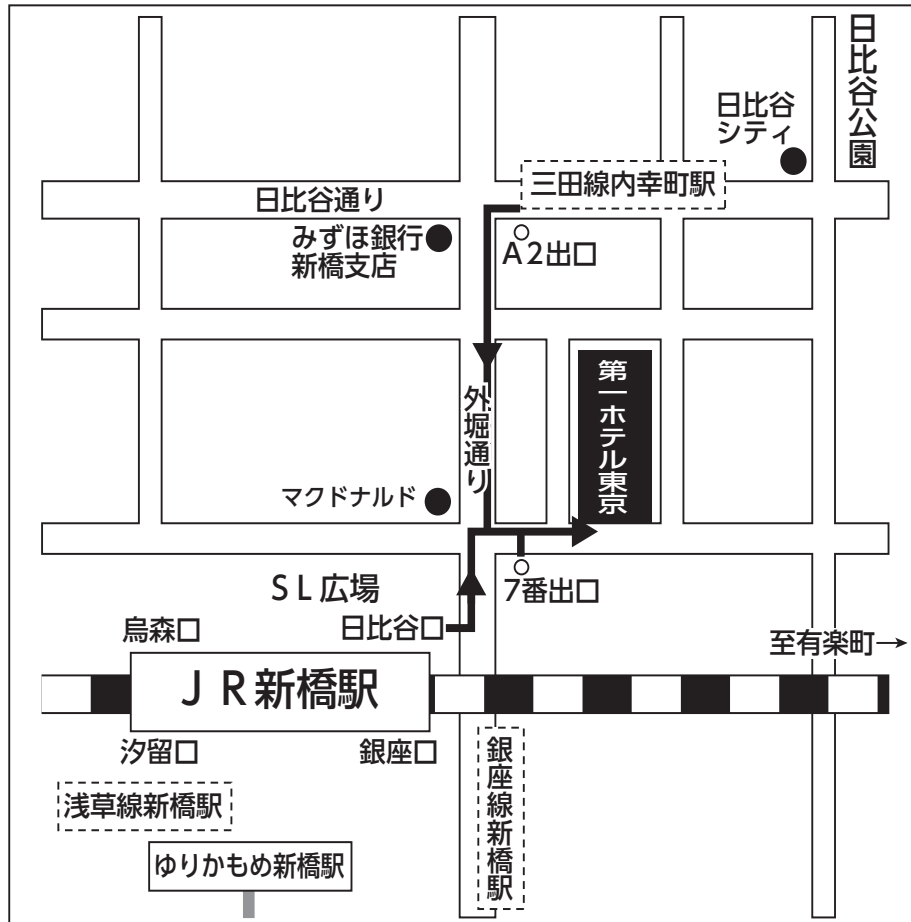 日比谷公園
日比谷
シティ
三田線内幸町駅
日比谷通り
みずほ銀行
新橋支店
A2出口
第一ホテル東京
外堀通り
マクドナルド
SL広場
7番出口
烏森口
日比谷口
至有楽町→
JR新橋駅
汐留口
銀座口
銀座線新橋駅
浅草線新橋駅
ゆりかもめ新橋駅